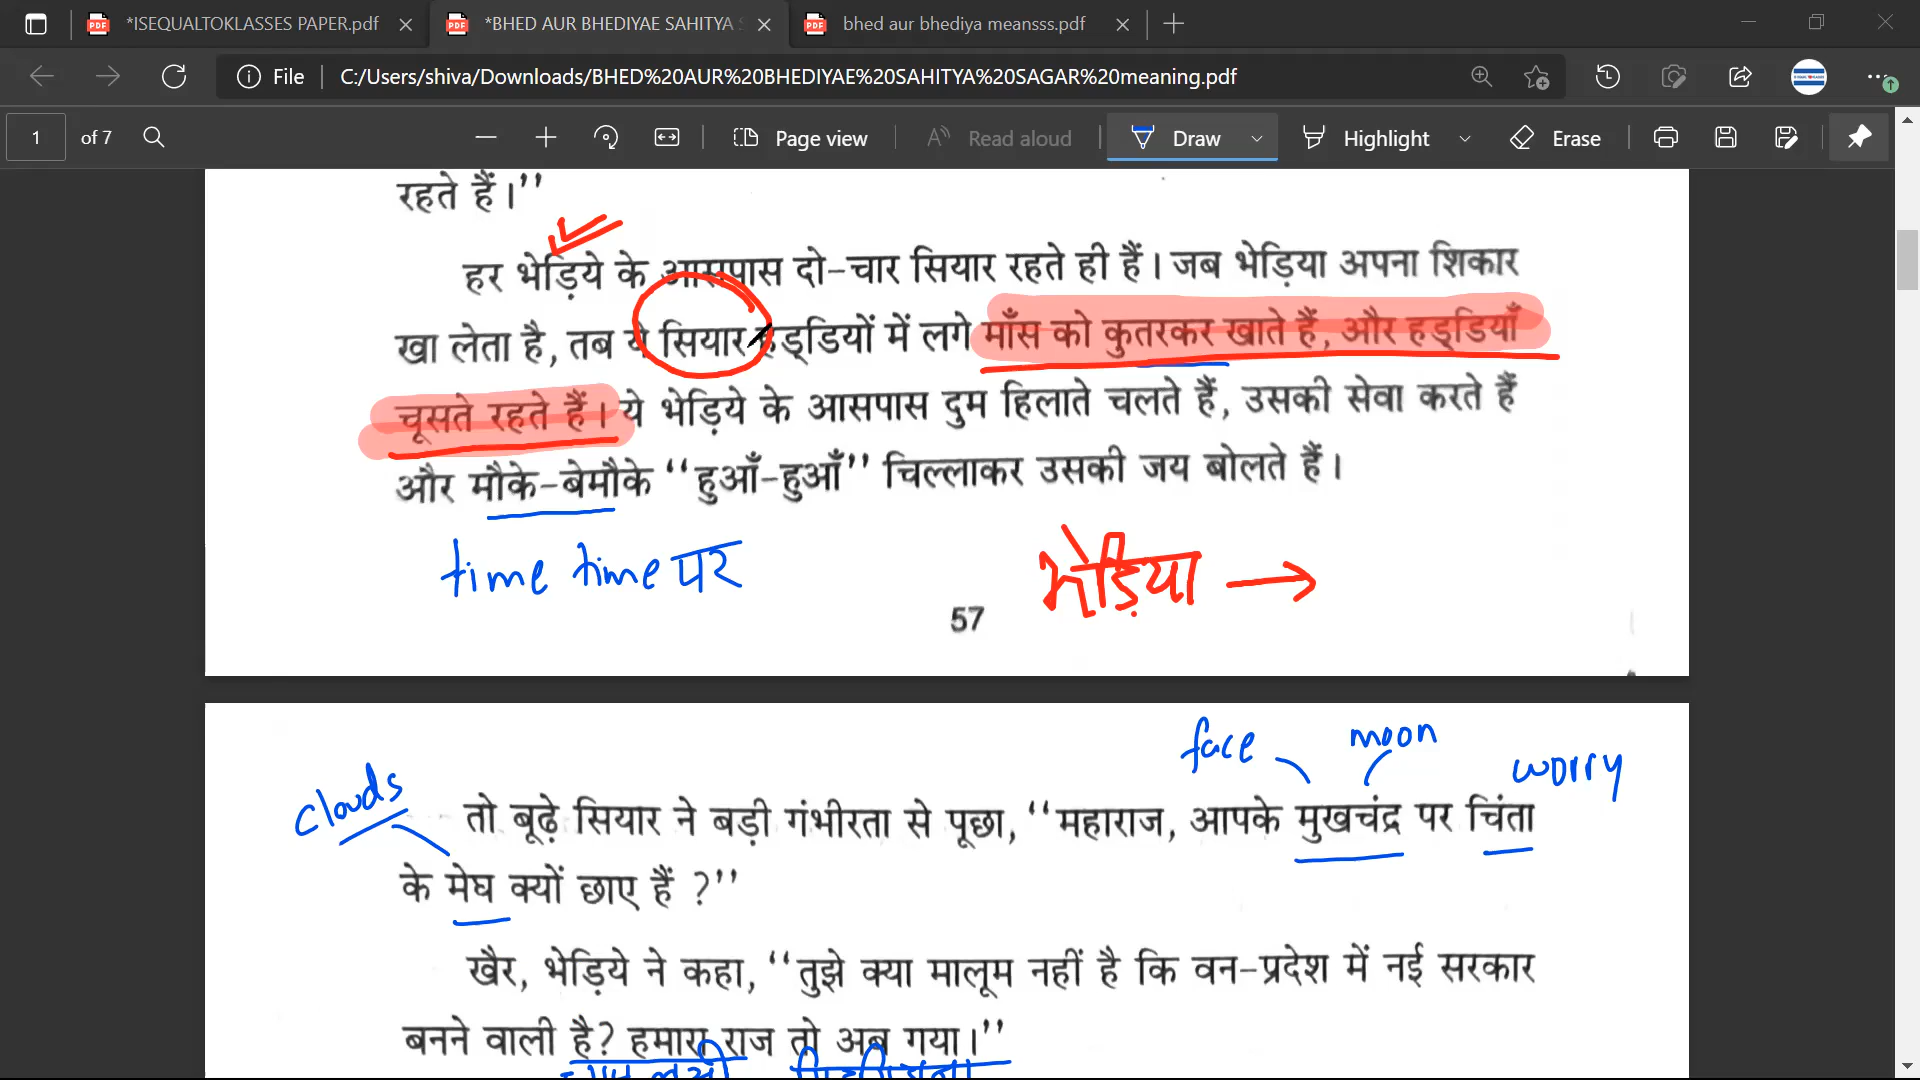 *ISEQUALTOKLASSES PAPER.pdf
*BHED AUR BHEDIYAE SAHITYA S
bhed aur bhediya meansss.pdf
File
C:/Users/shiva/Downloads/BHED%20AUR%20BHEDIYAE%20SAHITYA%20SAGAR%20meaning.pdf
1 of 7
Page view
Read aloud
Draw
Highlight
Erase
रहते हैं।’’
हर भेड़िये के आसपास दो-चार सियार रहते ही हैं। जब भेड़िया अपना शिकार
खा लेता है, तब ये सियार हड्डियों में लगे माँस को कुतरकर खाते हैं, और हड्डियाँ
चूसते रहते हैं। ये भेड़िये के आसपास दुम हिलाते चलते हैं, उसकी सेवा करते हैं
और मौके-बेमौके ‘‘हुआँ-हुआँ’’ चिल्लाकर उसकी जय बोलते हैं।
time time पर
भेड़िया →
57
face
moon
worry
clouds
तो बूढ़े सियार ने बड़ी गंभीरता से पूछा, ‘‘महाराज, आपके मुखचंद्र पर चिंता
के मेघ क्यों छाए हैं ?’’
खैर, भेड़िये ने कहा, ‘‘तुझे क्या मालूम नहीं है कि वन-प्रदेश में नई सरकार
बनने वाली है? हमारा राज तो अब गया।’’